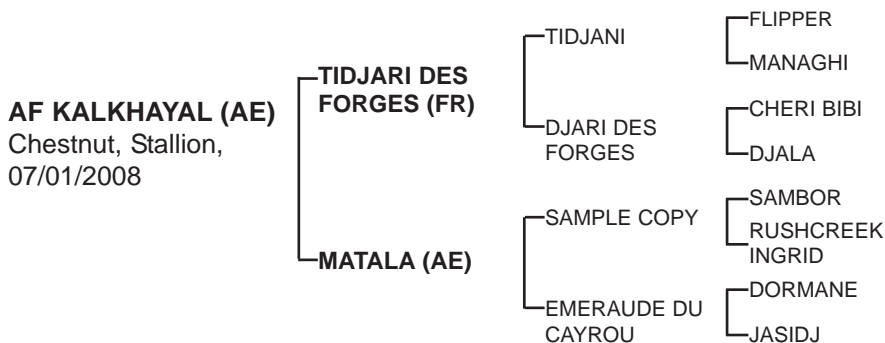 AF KALKHAYAL (AE)
Chestnut, Stallion,
07/01/2008
TIDJARI DES
FORGES (FR)
MATALA (AE)
TIDJANI
DJARI DES
FORGES
SAMPLE COPY
EMERAUDE DU
CAYROU
FLIPPER
MANAGHI
CHERI BIBI
DJALA
SAMBOR
RUSHCREEK
INGRID
DORMANE
JASIDJ